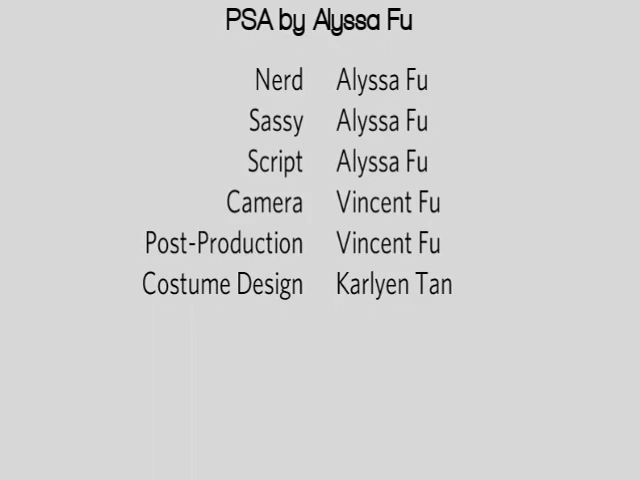 PSA by Alyssa Fu
Nerd Alyssa Fu
Sassy Alyssa Fu
Script Alyssa Fu
Camera Vincent Fu
Post-Production Vincent Fu
Costume Design Karlyen Tan